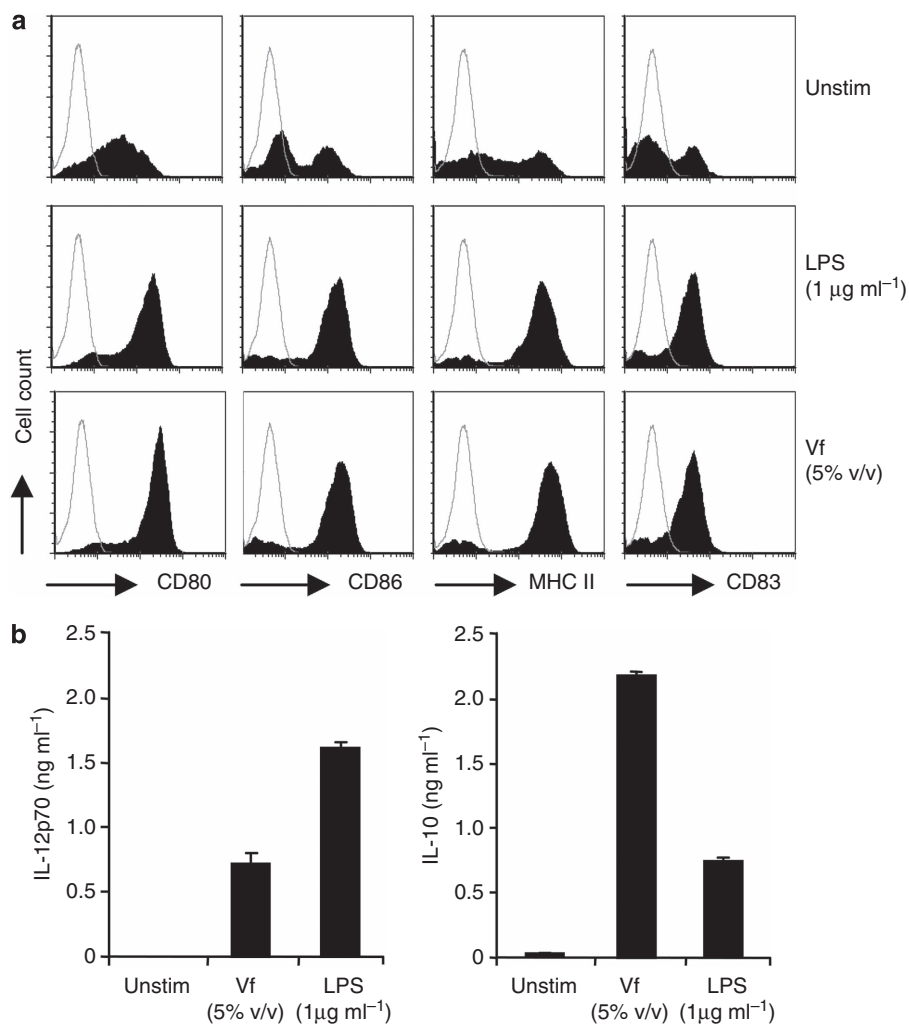 a
Unstim
LPS
(1 μg ml⁻¹)
Vf
(5% v/v)
Cell count
CD80
CD86
MHC II
CD83
b
IL-12p70 (ng ml⁻¹)
2.5
2.0
1.5
1.0
0.5
0
Unstim
Vf
(5% v/v)
LPS
(1μg ml⁻¹)
IL-10 (ng ml⁻¹)
2.5
2.0
1.5
1.0
0.5
0
Unstim
Vf
(5% v/v)
LPS
(1μg ml⁻¹)